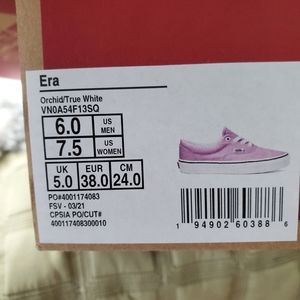 Era
Orchid/True White
VN0A54F13SQ
6.0 US MEN
7.5 US WOMEN
UK EUR CM
5.0 38.0 24.0
PO#4001174083
FSV - 03/21
CPSIA PO/CUT#
400117408300010
1 94902 60388 6